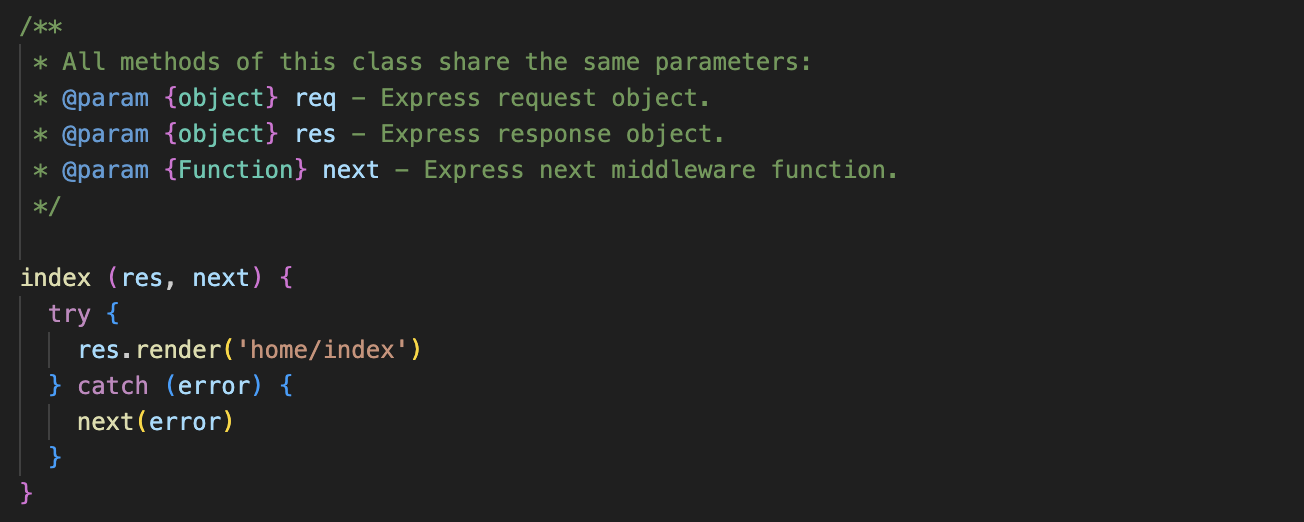 /**
 * All methods of this class share the same parameters:
 * @param {object} req - Express request object.
 * @param {object} res - Express response object.
 * @param {Function} next - Express next middleware function.
 */
index (res, next) {
  try {
    res.render('home/index')
  } catch (error) {
    next(error)
  }
}